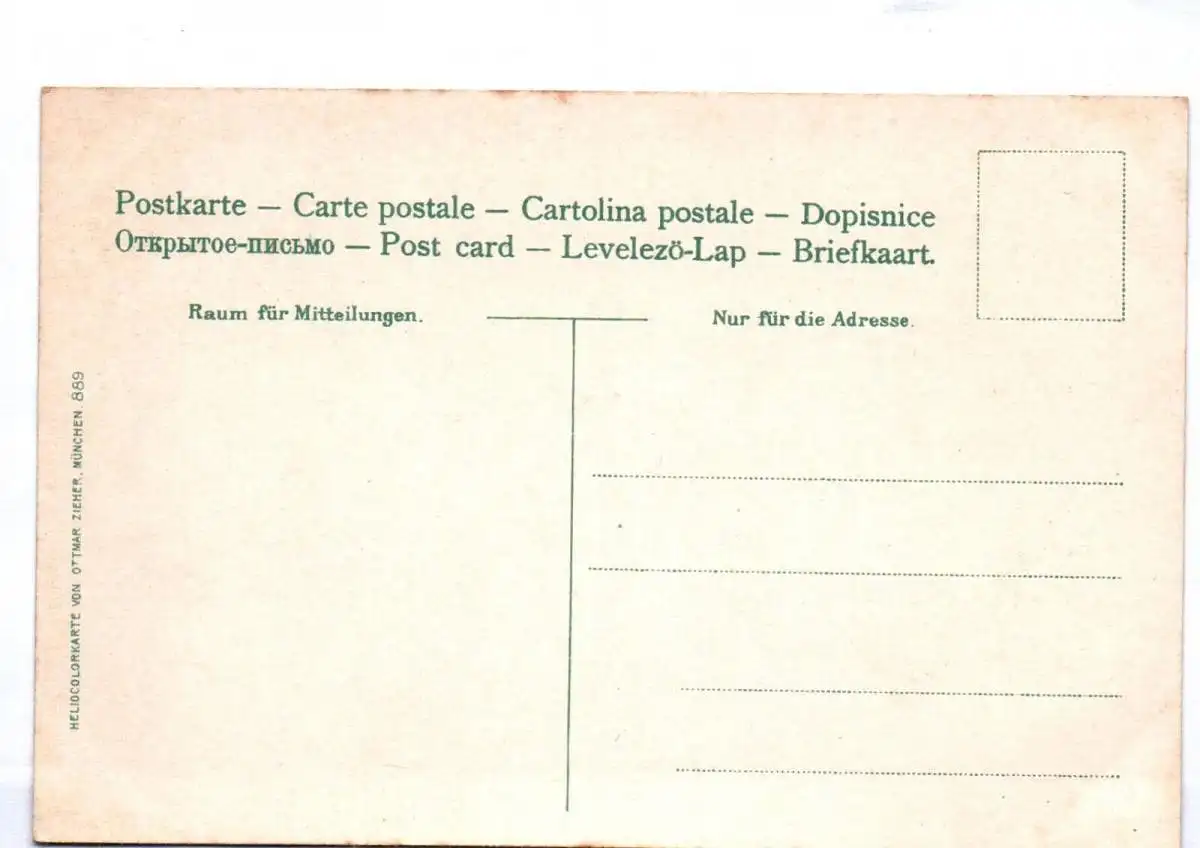 Postkarte — Carte postale — Cartolina postale — Dopisnice
Открытое-письмо — Post card — Levelezö-Lap — Briefkaart.
Raum für Mitteilungen.
Nur für die Adresse.
HELIOCOLORKARTE VON OTTMAR ZIEHER, MÜNCHEN. 889